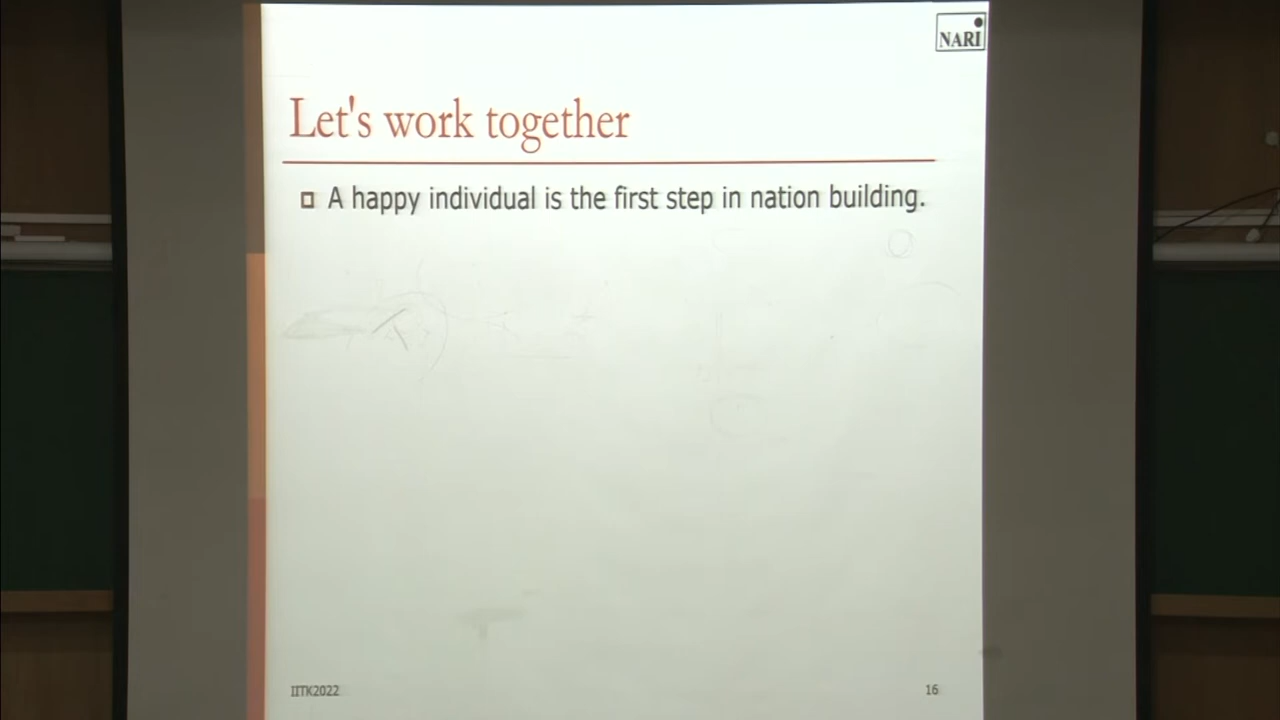 NARI
Let's work together
A happy individual is the first step in nation building.
IITK2022
16